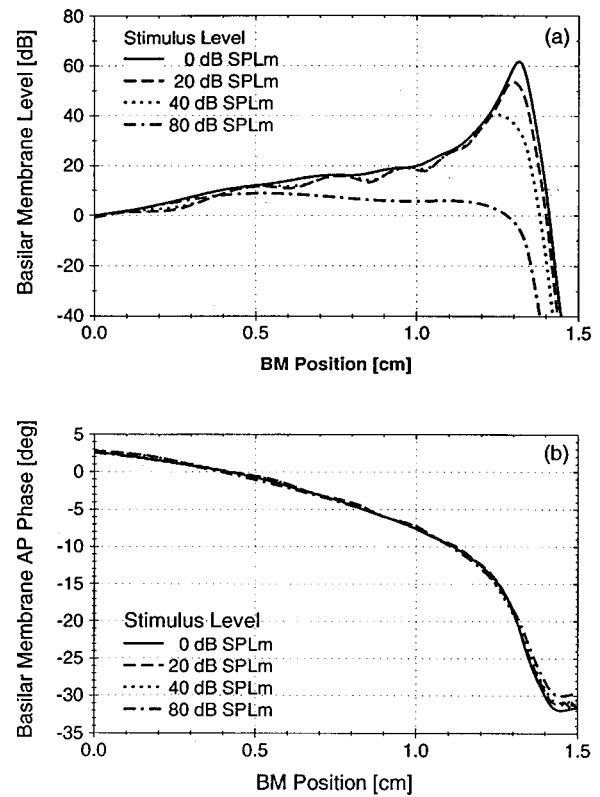 (a)
Stimulus Level
0 dB SPLm
20 dB SPLm
40 dB SPLm
80 dB SPLm
Basilar Membrane Level [dB]
80
60
40
20
0
-20
-40
0.0
0.5
1.0
1.5
BM Position [cm]
(b)
Basilar Membrane AP Phase [deg]
5
0
-5
-10
-15
-20
-25
-30
-35
Stimulus Level
0 dB SPLm
20 dB SPLm
40 dB SPLm
80 dB SPLm
0.0
0.5
1.0
1.5
BM Position [cm]